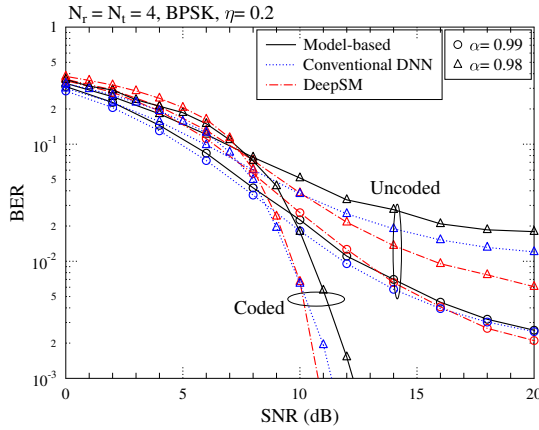 N_r = N_t = 4, BPSK, η= 0.2
1
Model-based
Conventional DNN
DeepSM
α= 0.99
α= 0.98
5
2
10^-1
5
2
10^-2
5
2
10^-3
BER
Uncoded
Coded
0 5 10 15 20
SNR (dB)